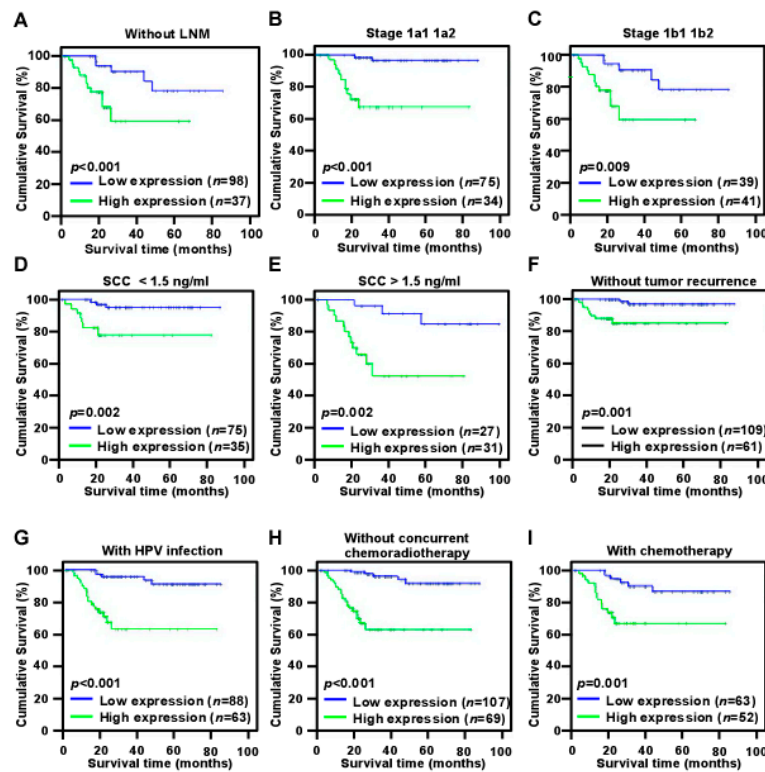 A
Without LNM
Cumulative Survival (%)
100
80
60
40
20
0
p<0.001
Low expression (n=98)
High expression (n=37)
0 20 40 60 80 100
Survival time (months)
B
Stage 1a1 1a2
Cumulative Survival (%)
100
80
60
40
20
0
p<0.001
Low expression (n=75)
High expression (n=34)
0 20 40 60 80 100
Survival time (months)
C
Stage 1b1 1b2
Cumulative Survival (%)
100
80
60
40
20
0
p=0.009
Low expression (n=39)
High expression (n=41)
0 20 40 60 80 100
Survival time (months)
D
SCC < 1.5 ng/ml
Cumulative Survival (%)
100
80
60
40
20
0
p=0.002
Low expression (n=75)
High expression (n=35)
0 20 40 60 80 100
Survival time (months)
E
SCC > 1.5 ng/ml
Cumulative Survival (%)
100
80
60
40
20
0
p=0.002
Low expression (n=27)
High expression (n=31)
0 20 40 60 80 100
Survival time (months)
F
Without tumor recurrence
Cumulative Survival (%)
100
80
60
40
20
0
p=0.001
Low expression (n=109)
High expression (n=61)
0 20 40 60 80 100
Survival time (months)
G
With HPV infection
Cumulative Survival (%)
100
80
60
40
20
0
p<0.001
Low expression (n=88)
High expression (n=63)
0 20 40 60 80 100
Survival time (months)
H
Without concurrent
chemoradiotherapy
Cumulative Survival (%)
100
80
60
40
20
0
p<0.001
Low expression (n=107)
High expression (n=69)
0 20 40 60 80 100
Survival time (months)
I
With chemotherapy
Cumulative Survival (%)
100
80
60
40
20
0
p=0.001
Low expression (n=63)
High expression (n=52)
0 20 40 60 80 100
Survival time (months)